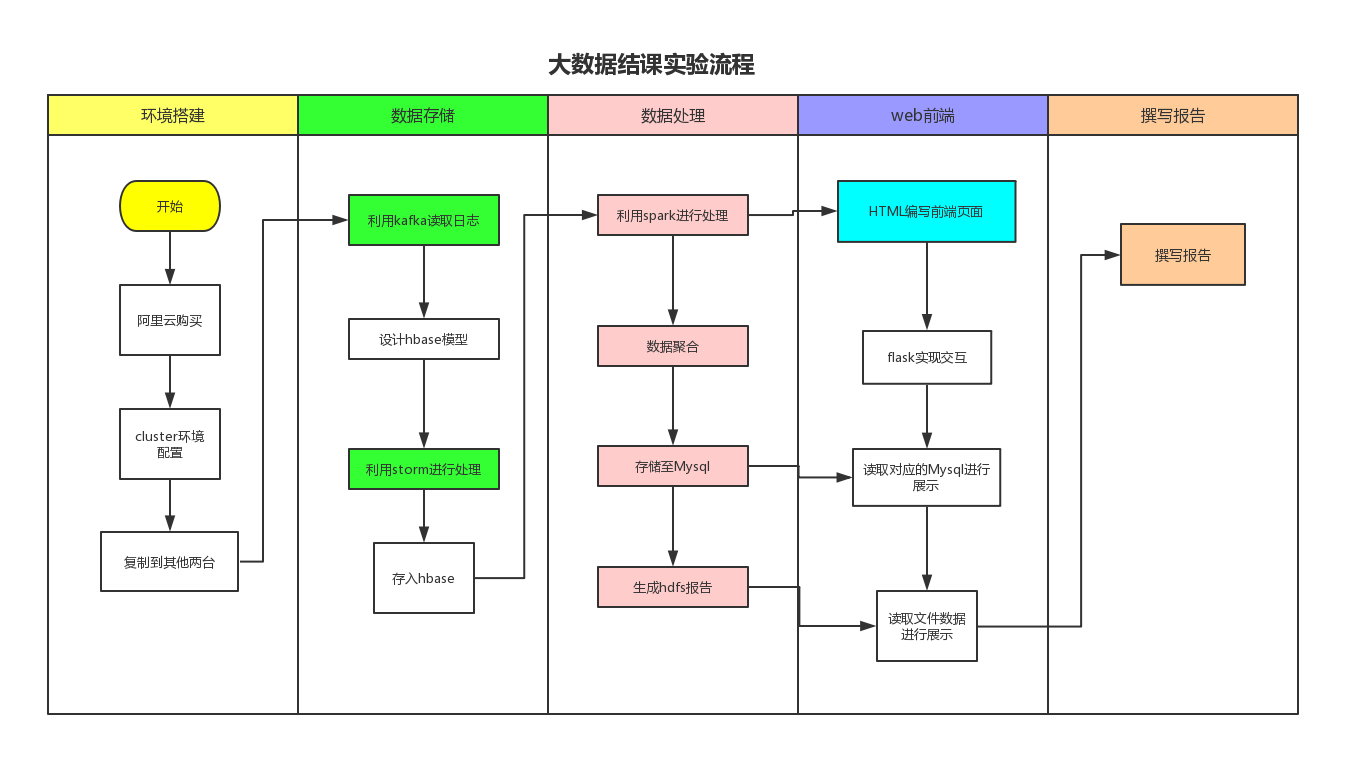 大数据结课实验流程
环境搭建
数据存储
数据处理
web前端
撰写报告
开始
阿里云购买
cluster环境
配置
复制到其他两台
利用kafka读取日志
设计hbase模型
利用storm进行处理
存入hbase
利用spark进行处理
数据聚合
存储至Mysql
生成hdfs报告
HTML编写前端页面
flask实现交互
读取对应的Mysql进行
展示
读取文件数据
进行展示
撰写报告